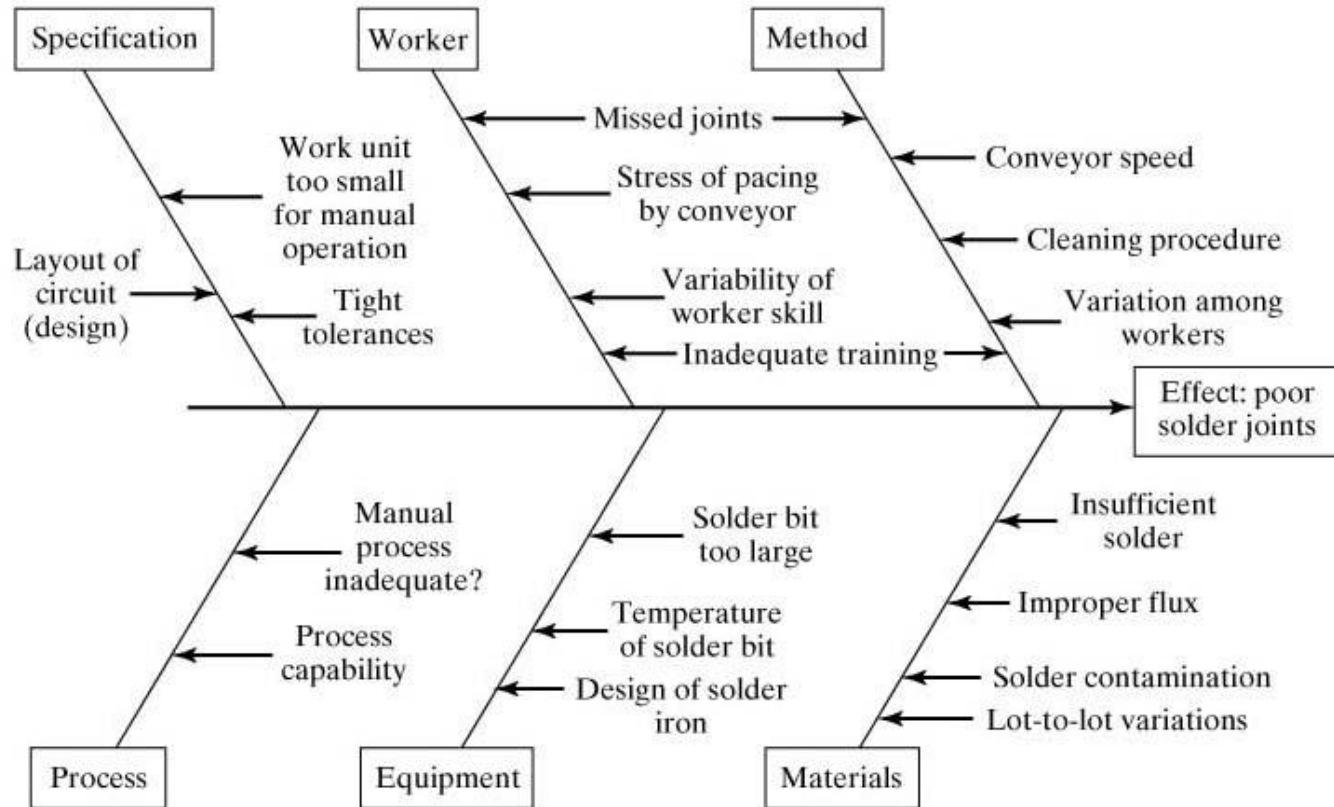 Specification
Worker
Method
Missed joints
Work unit
too small
for manual
operation
Stress of pacing
by conveyor
Conveyor speed
Cleaning procedure
Layout of
circuit
(design)
Tight
tolerances
Variability of
worker skill
Variation among
workers
Inadequate training
Effect: poor
solder joints
Manual
process
inadequate?
Solder bit
too large
Insufficient
solder
Improper flux
Process
capability
Temperature
of solder bit
Solder contamination
Design of solder
iron
Lot-to-lot variations
Process
Equipment
Materials